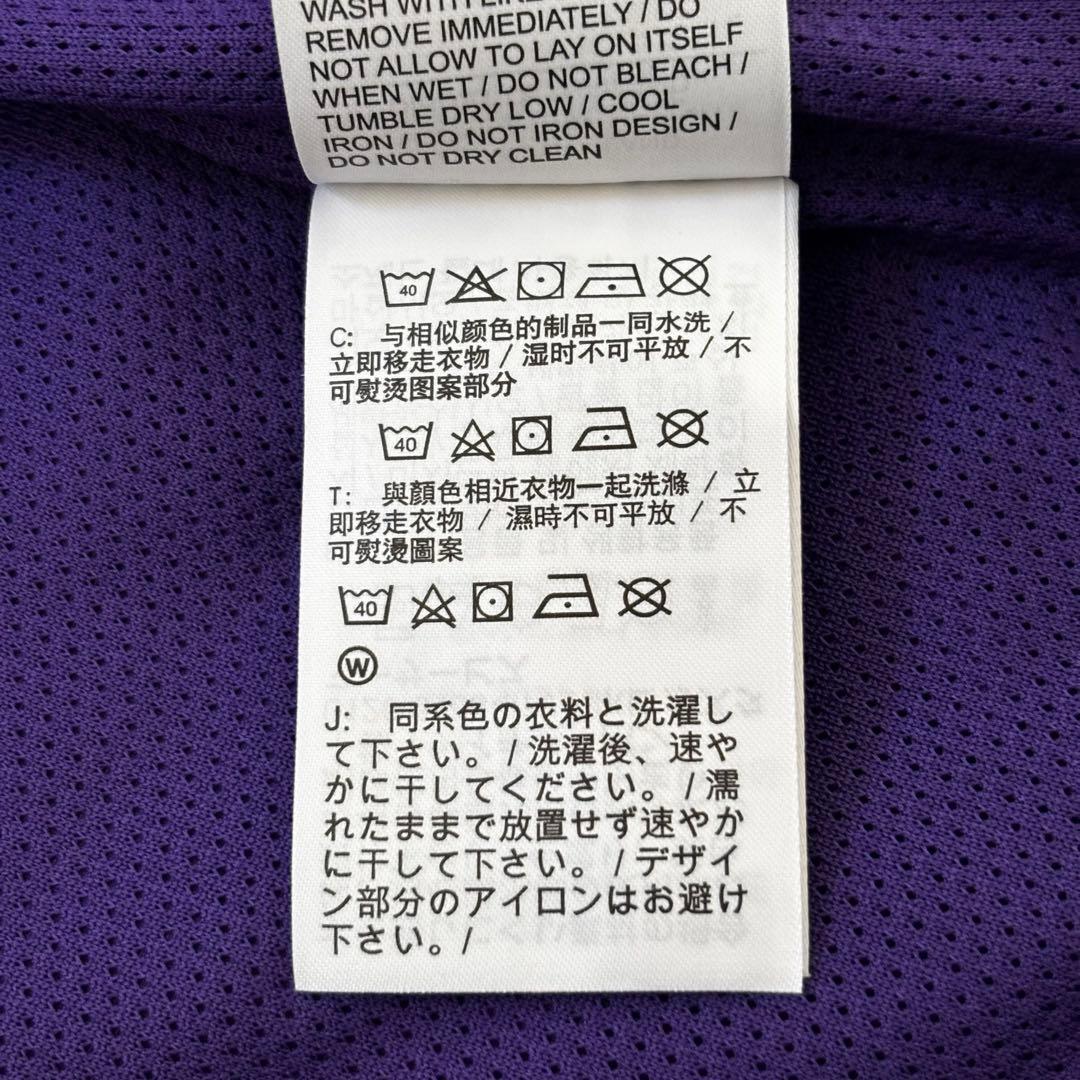 WASH WITH LIKE
REMOVE IMMEDIATELY / DO
NOT ALLOW TO LAY ON ITSELF
WHEN WET / DO NOT BLEACH /
TUMBLE DRY LOW / COOL
IRON / DO NOT IRON DESIGN /
DO NOT DRY CLEAN
40
C: 与相似颜色的制品一同水洗 /
立即移走衣物 / 湿时不可平放 / 不
可熨烫图案部分
40
T: 與顏色相近衣物一起洗滌 / 立
即移走衣物 / 濕時不可平放 / 不
可熨燙圖案
40
W
J: 同系色の衣料と洗濯し
て下さい。/ 洗濯後、速や
かに干してください。 / 濡
れたままで放置せず速やか
に干して下さい。/ デザイ
ン部分のアイロンはお避け
下さい。/